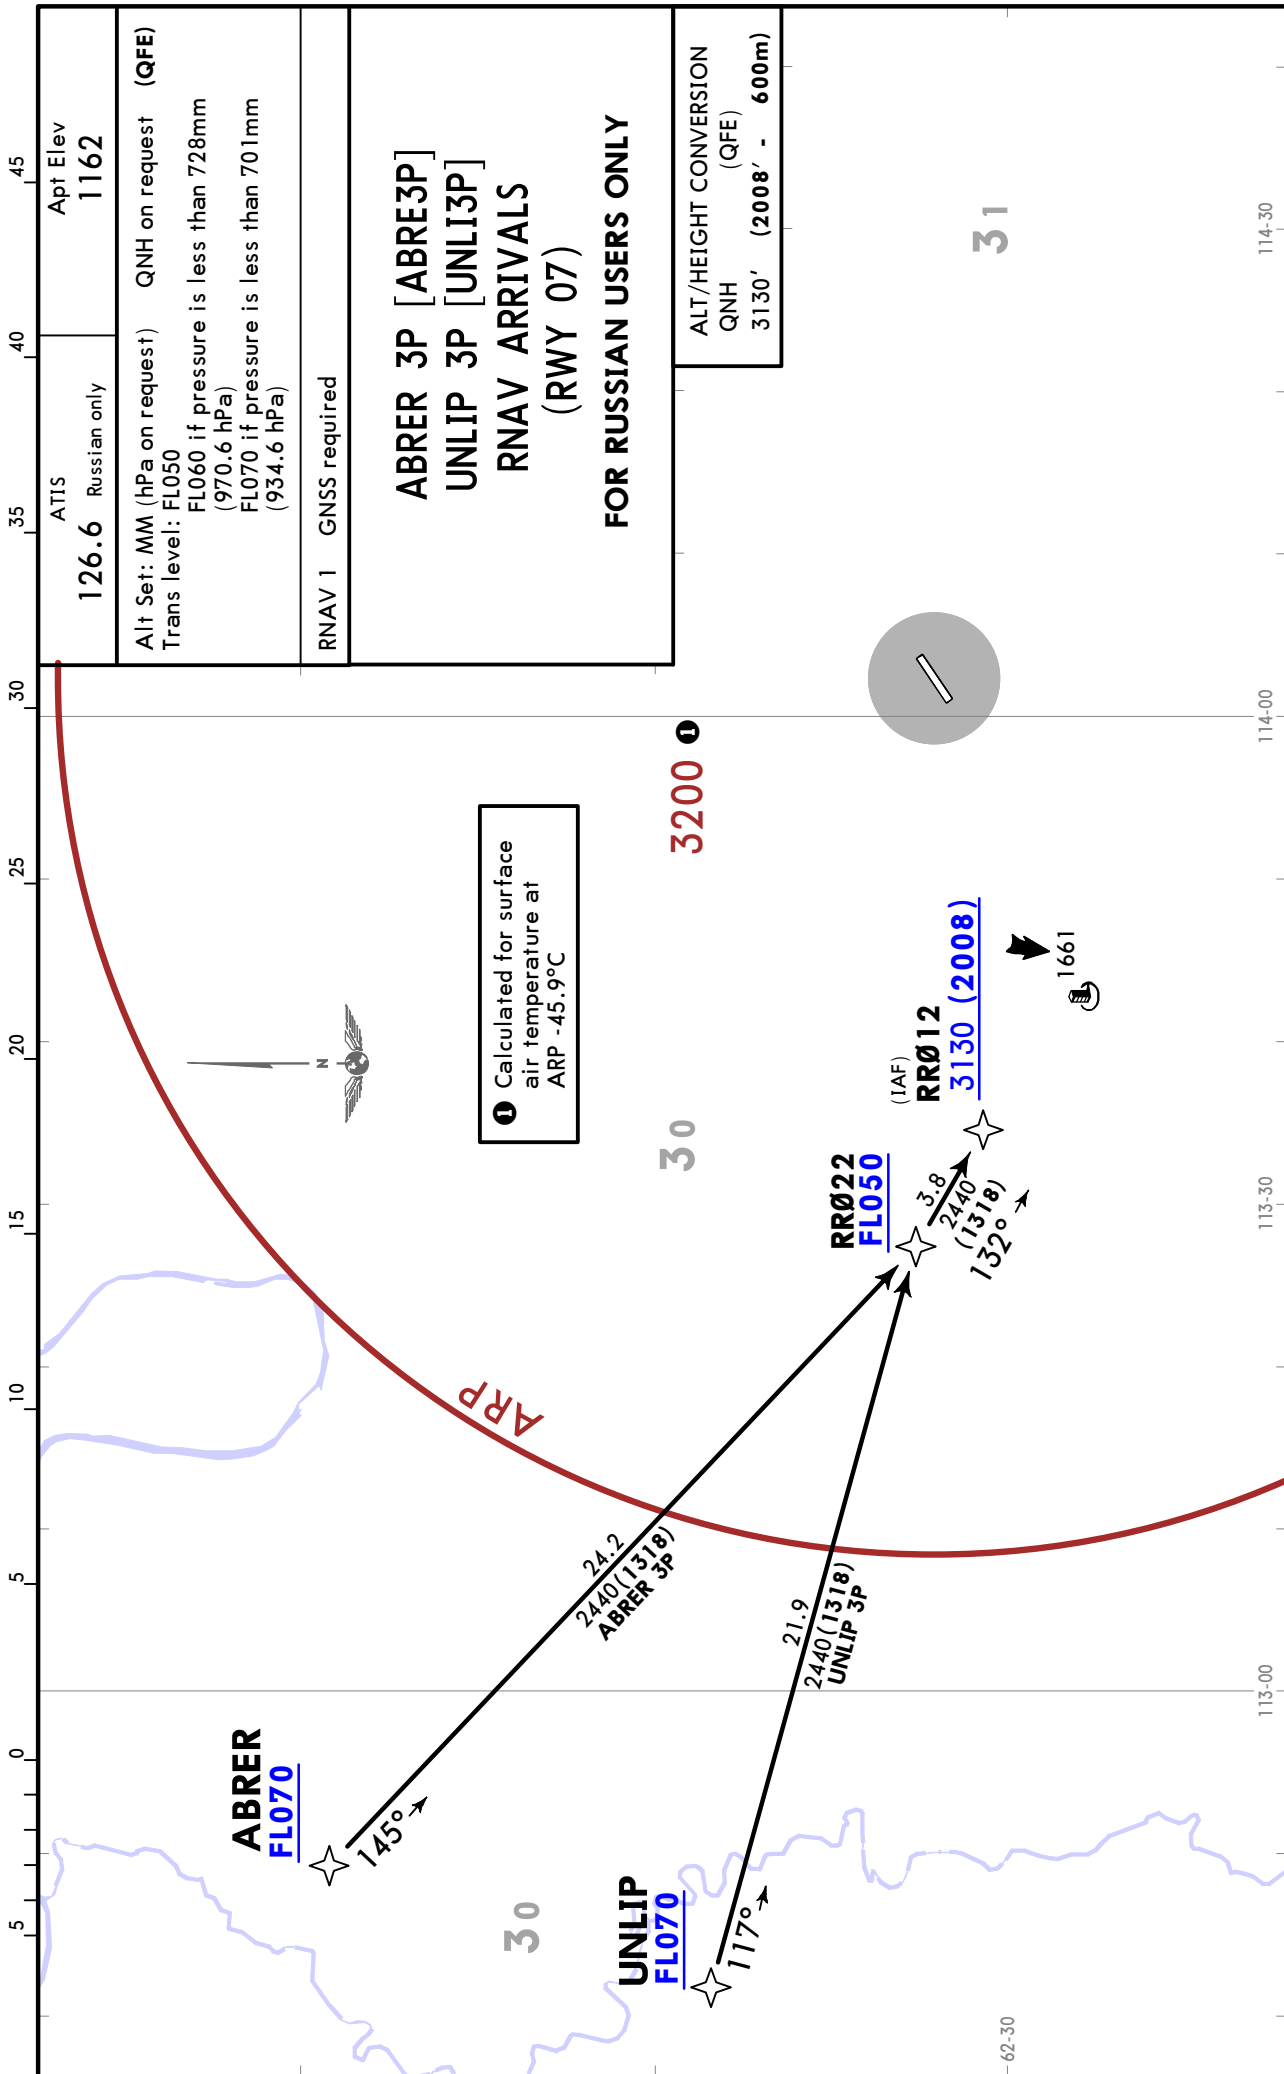 ATIS
126.6 Russian only
Apt Elev
1162
Alt Set: MM (hPa on request) QNH on request (QFE)
Trans level: FL050
FL060 if pressure is less than 728mm
(970.6 hPa)
FL070 if pressure is less than 701mm
(934.6 hPa)
RNAV 1 GNSS required
ABRER 3P [ABRE3P]
UNLIP 3P [UNLI3P]
RNAV ARRIVALS
(RWY 07)
FOR RUSSIAN USERS ONLY
ALT/HEIGHT CONVERSION
QNH (QFE)
3130' (2008' - 600m)
5
0
5
10
15
20
25
30
35
40
45
N
❶ Calculated for surface
air temperature at
ARP -45.9°C
3200 ❶
ARP
ABRER
FL070
145°
24.2
2440(1318)
ABRER 3P
UNLIP
FL070
117°
21.9
2440(1318)
UNLIP 3P
RRØ22
FL050
3.8
2440
(1318)
132°
(IAF)
RRØ12
3130 (2008)
1661
30
30
31
62-30
113-00
113-30
114-00
114-30